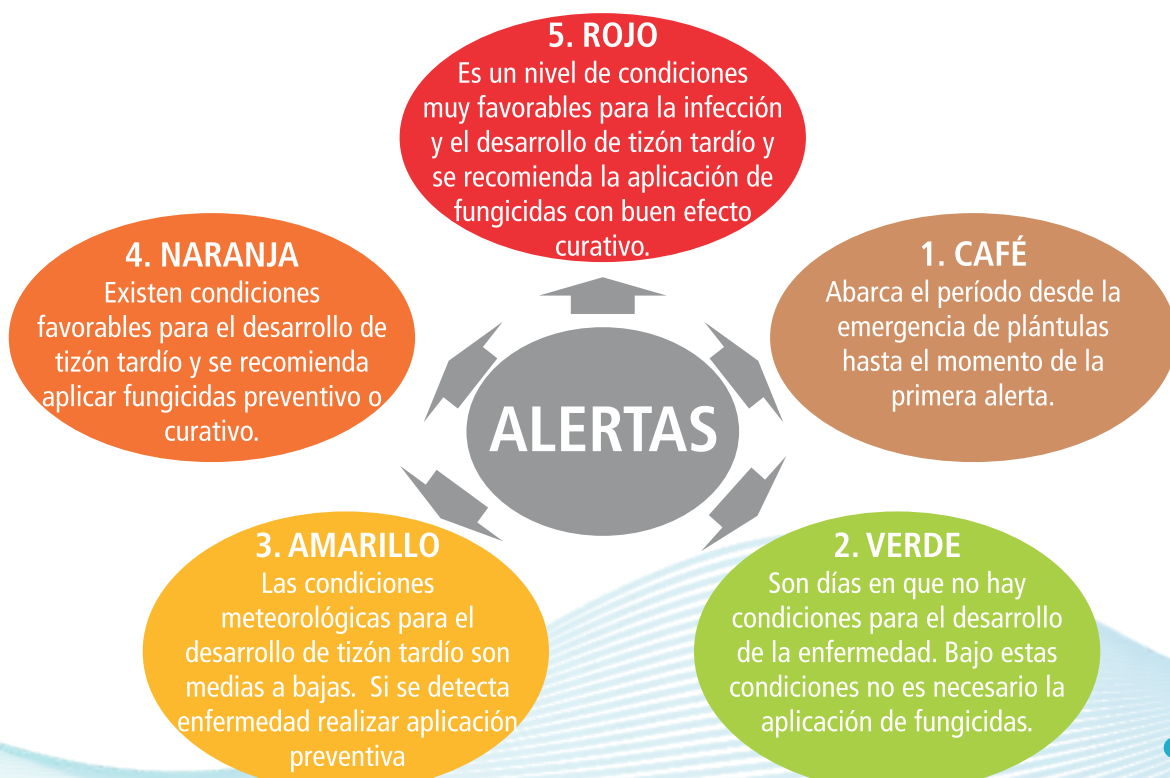 5. ROJO
Es un nivel de condiciones
muy favorables para la infección
y el desarrollo de tizón tardío y
se recomienda la aplicación de
fungicidas con buen efecto
curativo.
4. NARANJA
Existen condiciones
favorables para el desarrollo de
tizón tardío y se recomienda
aplicar fungicidas preventivo o
curativo.
1. CAFÉ
Abarca el período desde la
emergencia de plántulas
hasta el momento de la
primera alerta.
ALERTAS
3. AMARILLO
Las condiciones
meteorológicas para el
desarrollo de tizón tardío son
medias a bajas. Si se detecta
enfermedad realizar aplicación
preventiva
2. VERDE
Son días en que no hay
condiciones para el desarrollo
de la enfermedad. Bajo estas
condiciones no es necesario la
aplicación de fungicidas.